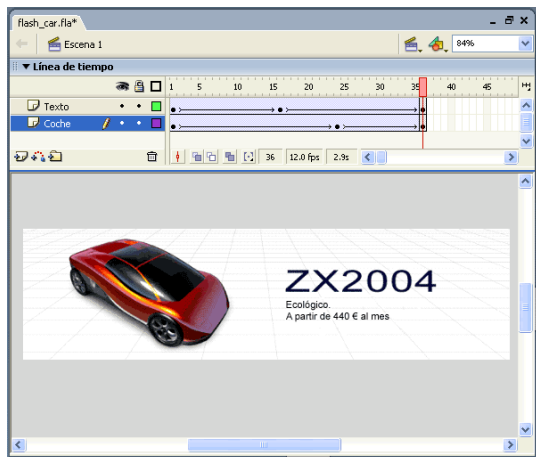 flash_car.fla*
Escena 1
84%
Línea de tiempo
1 5 10 15 20 25 30 35 40 45
Texto
Coche
36 12.0 fps 2.9s
ZX2004
Ecológico.
A partir de 440 € al mes